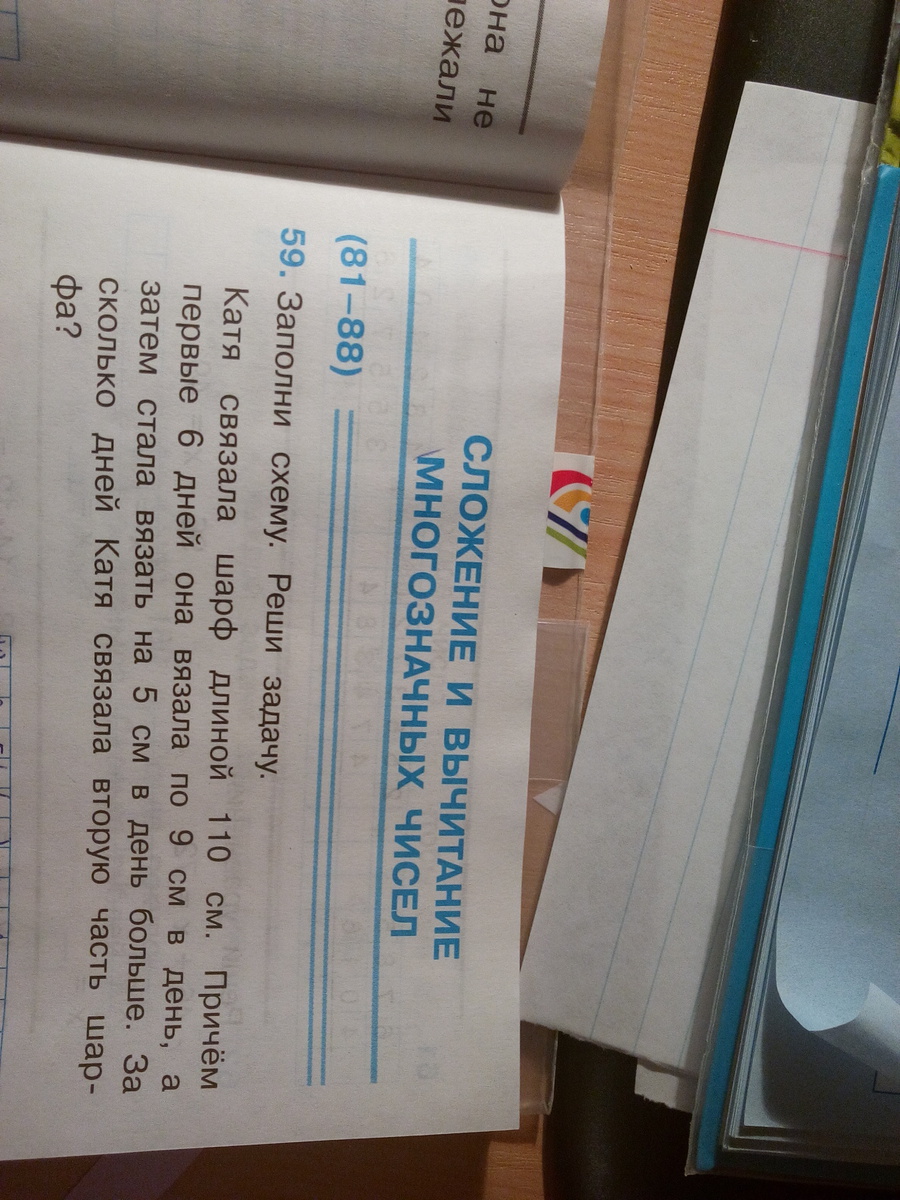 она не
лежали
СЛОЖЕНИЕ И ВЫЧИТАНИЕ
МНОГОЗНАЧНЫХ ЧИСЕЛ
(81–88)
59. Заполни схему. Реши задачу.
Катя связала шарф длиной 110 см. Причём
первые 6 дней она вязала по 9 см в день, а
затем стала вязать на 5 см в день больше. За
сколько дней Катя связала вторую часть шар-
фа?